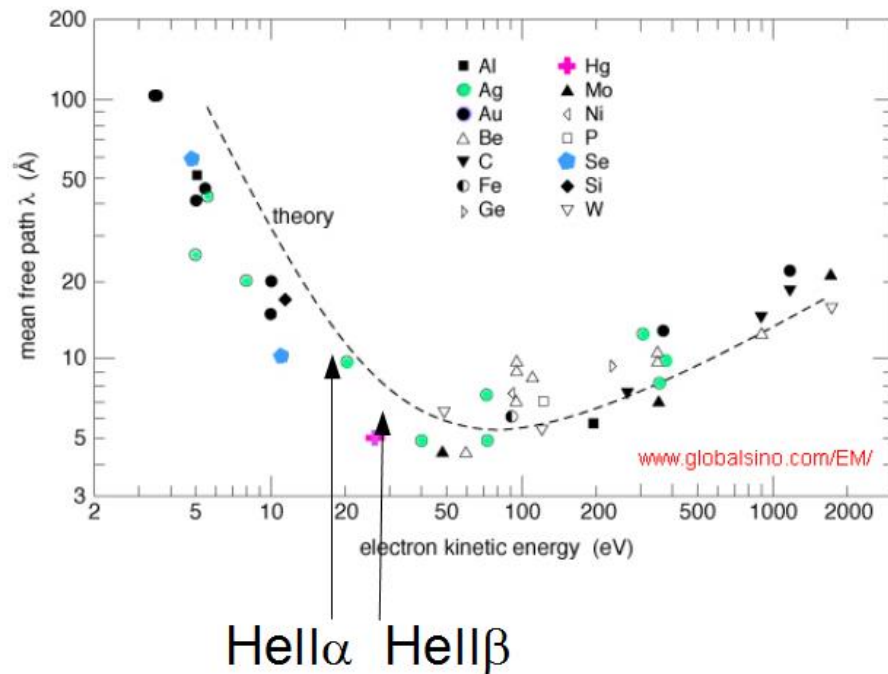 200
100
50
20
10
5
3
mean free path λ (Å)
Al
Ag
Au
Be
C
Fe
Ge
Hg
Mo
Ni
P
Se
Si
W
theory
www.globalsino.com/EM/
2 5 10 20 50 100 200 500 1000 2000
electron kinetic energy (eV)
HeIIα HeIIβ